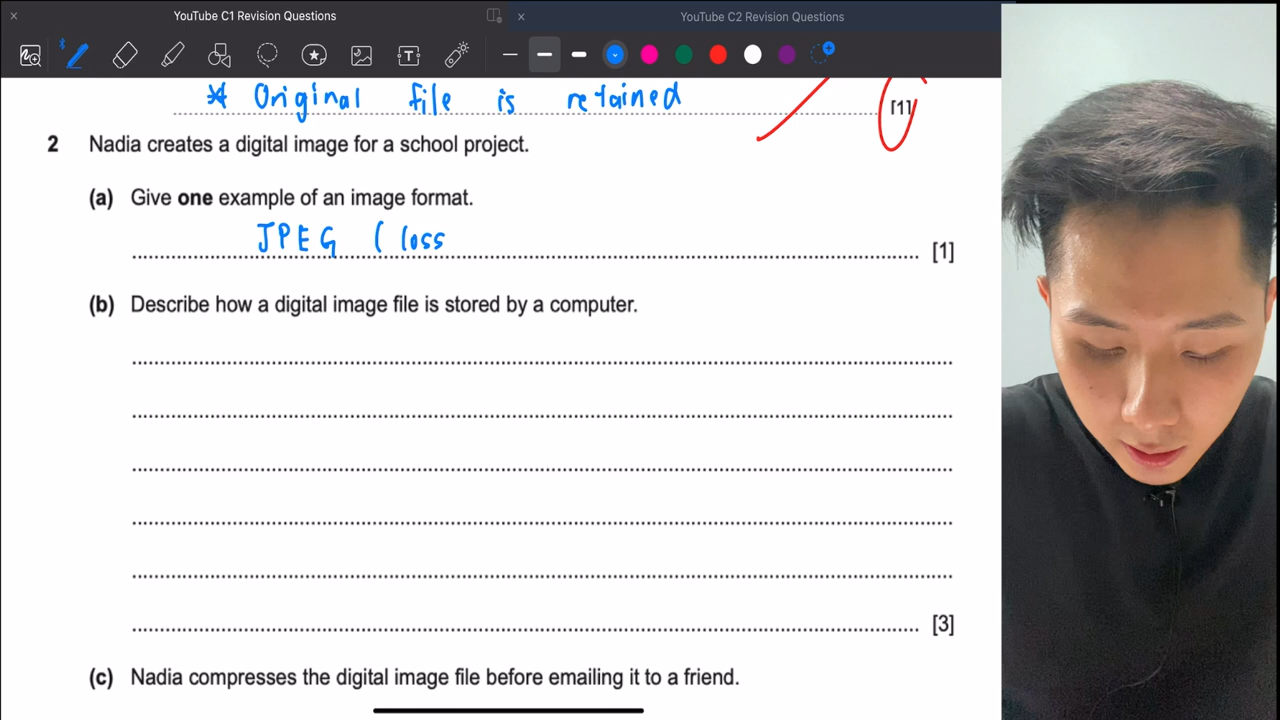 YouTube C1 Revision Questions
YouTube C2 Revision Questions
* Original file is retained
[1]
2 Nadia creates a digital image for a school project.
(a) Give one example of an image format.
JPEG ( loss
[1]
(b) Describe how a digital image file is stored by a computer.
[3]
(c) Nadia compresses the digital image file before emailing it to a friend.